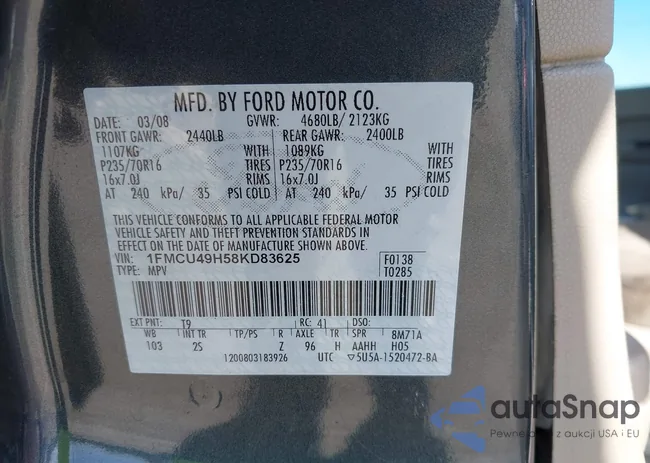 MFD. BY FORD MOTOR CO.
DATE: 03/08 GVWR: 4680LB/ 2123KG
FRONT GAWR: 2440LB REAR GAWR: 2400LB
1107KG WITH 1089KG WITH
P235/70R16 TIRES P235/70R16 TIRES
16x7.0J RIMS 16x7.0J RIMS
AT 240 kPa/ 35 PSI COLD AT 240 kPa/ 35 PSI COLD
THIS VEHICLE CONFORMS TO ALL APPLICABLE FEDERAL MOTOR
VEHICLE SAFETY AND THEFT PREVENTION STANDARDS IN
EFFECT ON THE DATE OF MANUFACTURE SHOWN ABOVE.
VIN: 1FMCU49H58KD83625 F0138
TYPE: MPV T0285
EXT PNT: T9 RC: 41 DSO:
WB INT TR TP/PS R AXLE TR SPR 8M71A
103 2S Z 96 H AAHH H05
1200803183926 UTC ▽5U5A-1520472-BA
autoSnap
Pewne auto z aukcji USA i EU